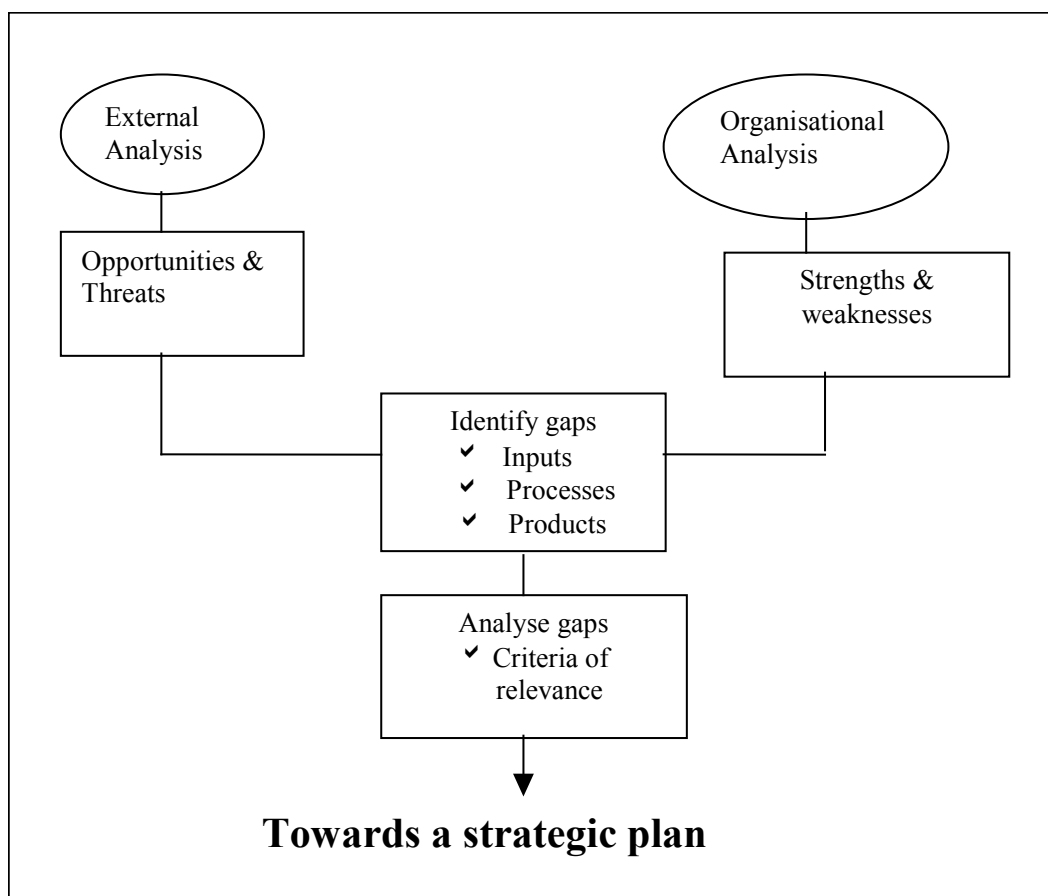 External
Analysis
Organisational
Analysis
Opportunities &
Threats
Strengths &
weaknesses
Identify gaps
✓ Inputs
✓ Processes
✓ Products
Analyse gaps
✓ Criteria of
relevance
Towards a strategic plan